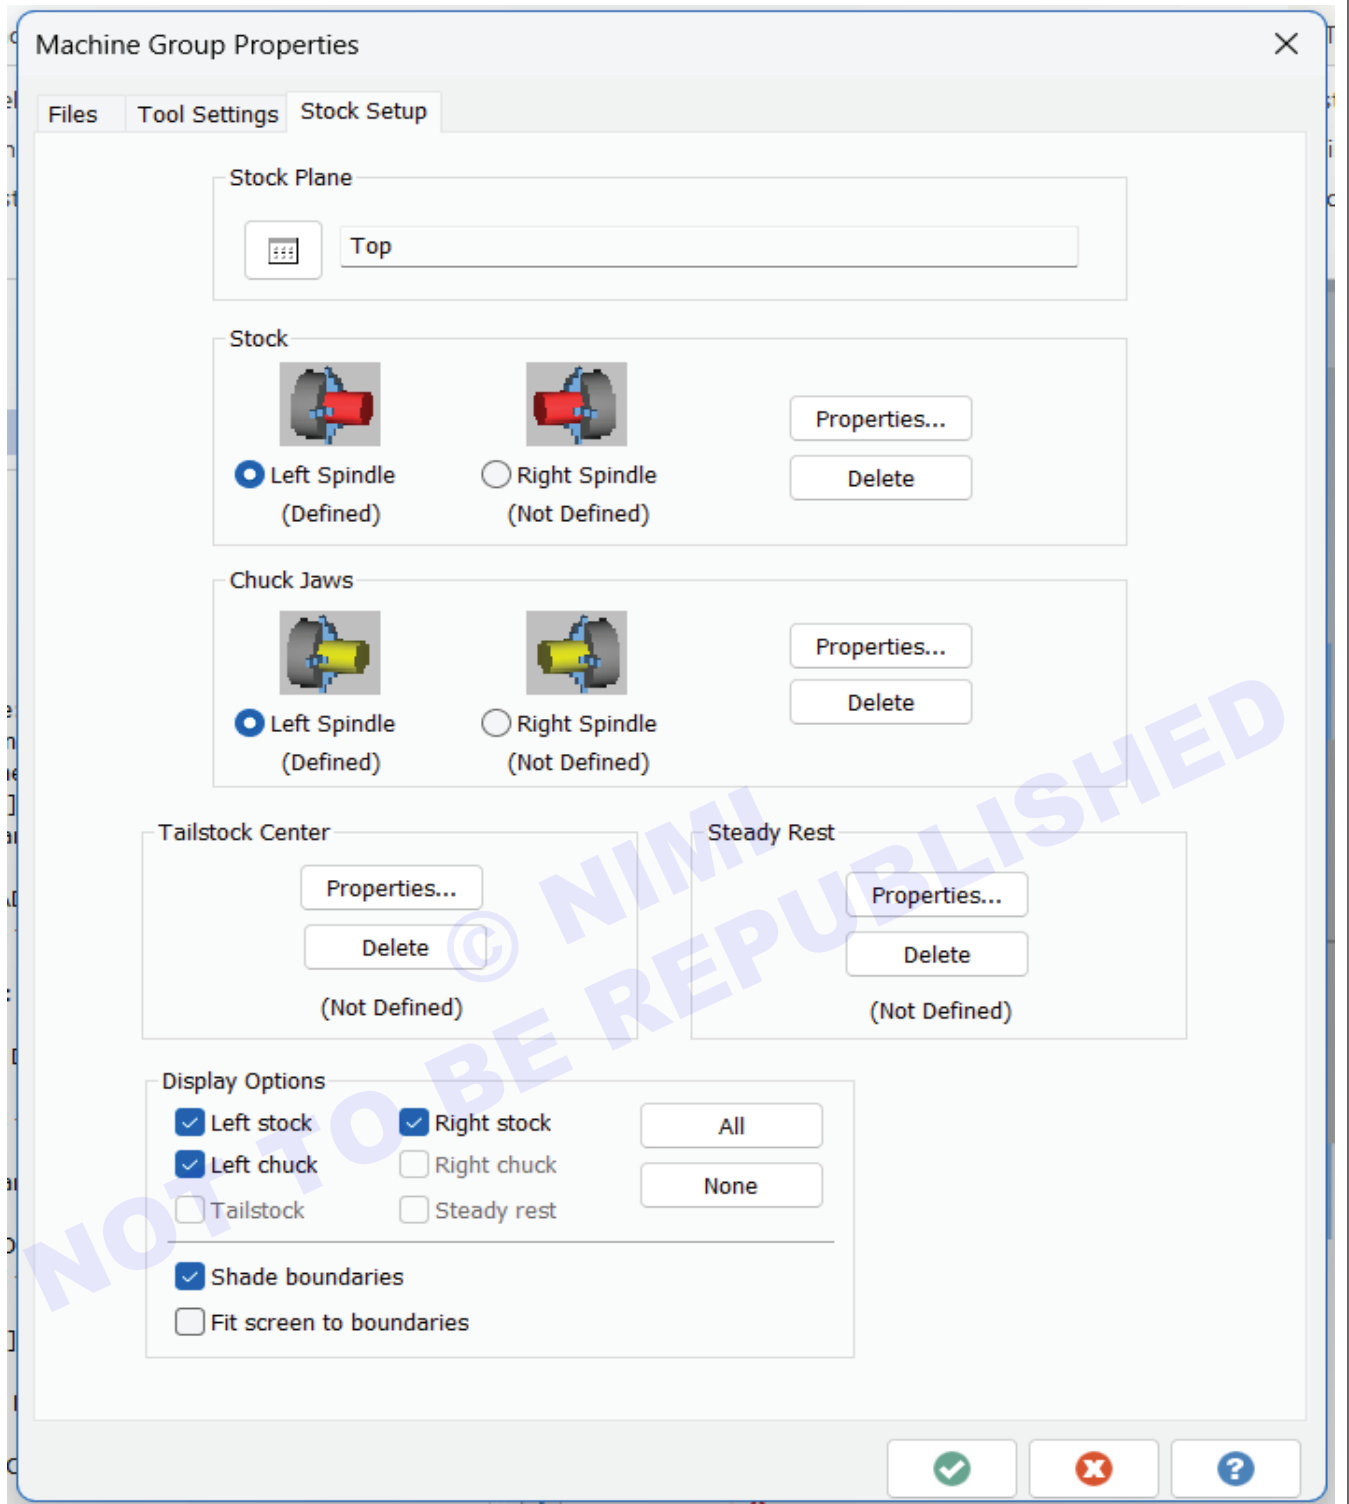 Machine Group Properties
Files Tool Settings Stock Setup
Stock Plane
Top
Stock
Properties...
Left Spindle Right Spindle
Delete
(Defined) (Not Defined)
Chuck Jaws
Properties...
Delete
Left Spindle Right Spindle
(Defined) (Not Defined)
Tailstock Center
Properties...
Delete
(Not Defined)
Steady Rest
Properties...
Delete
(Not Defined)
Display Options
Left stock Right stock All
Left chuck Right chuck
None
Tailstock Steady rest
Shade boundaries
Fit screen to boundaries
© NIMI
NOT TO BE REPUBLISHED